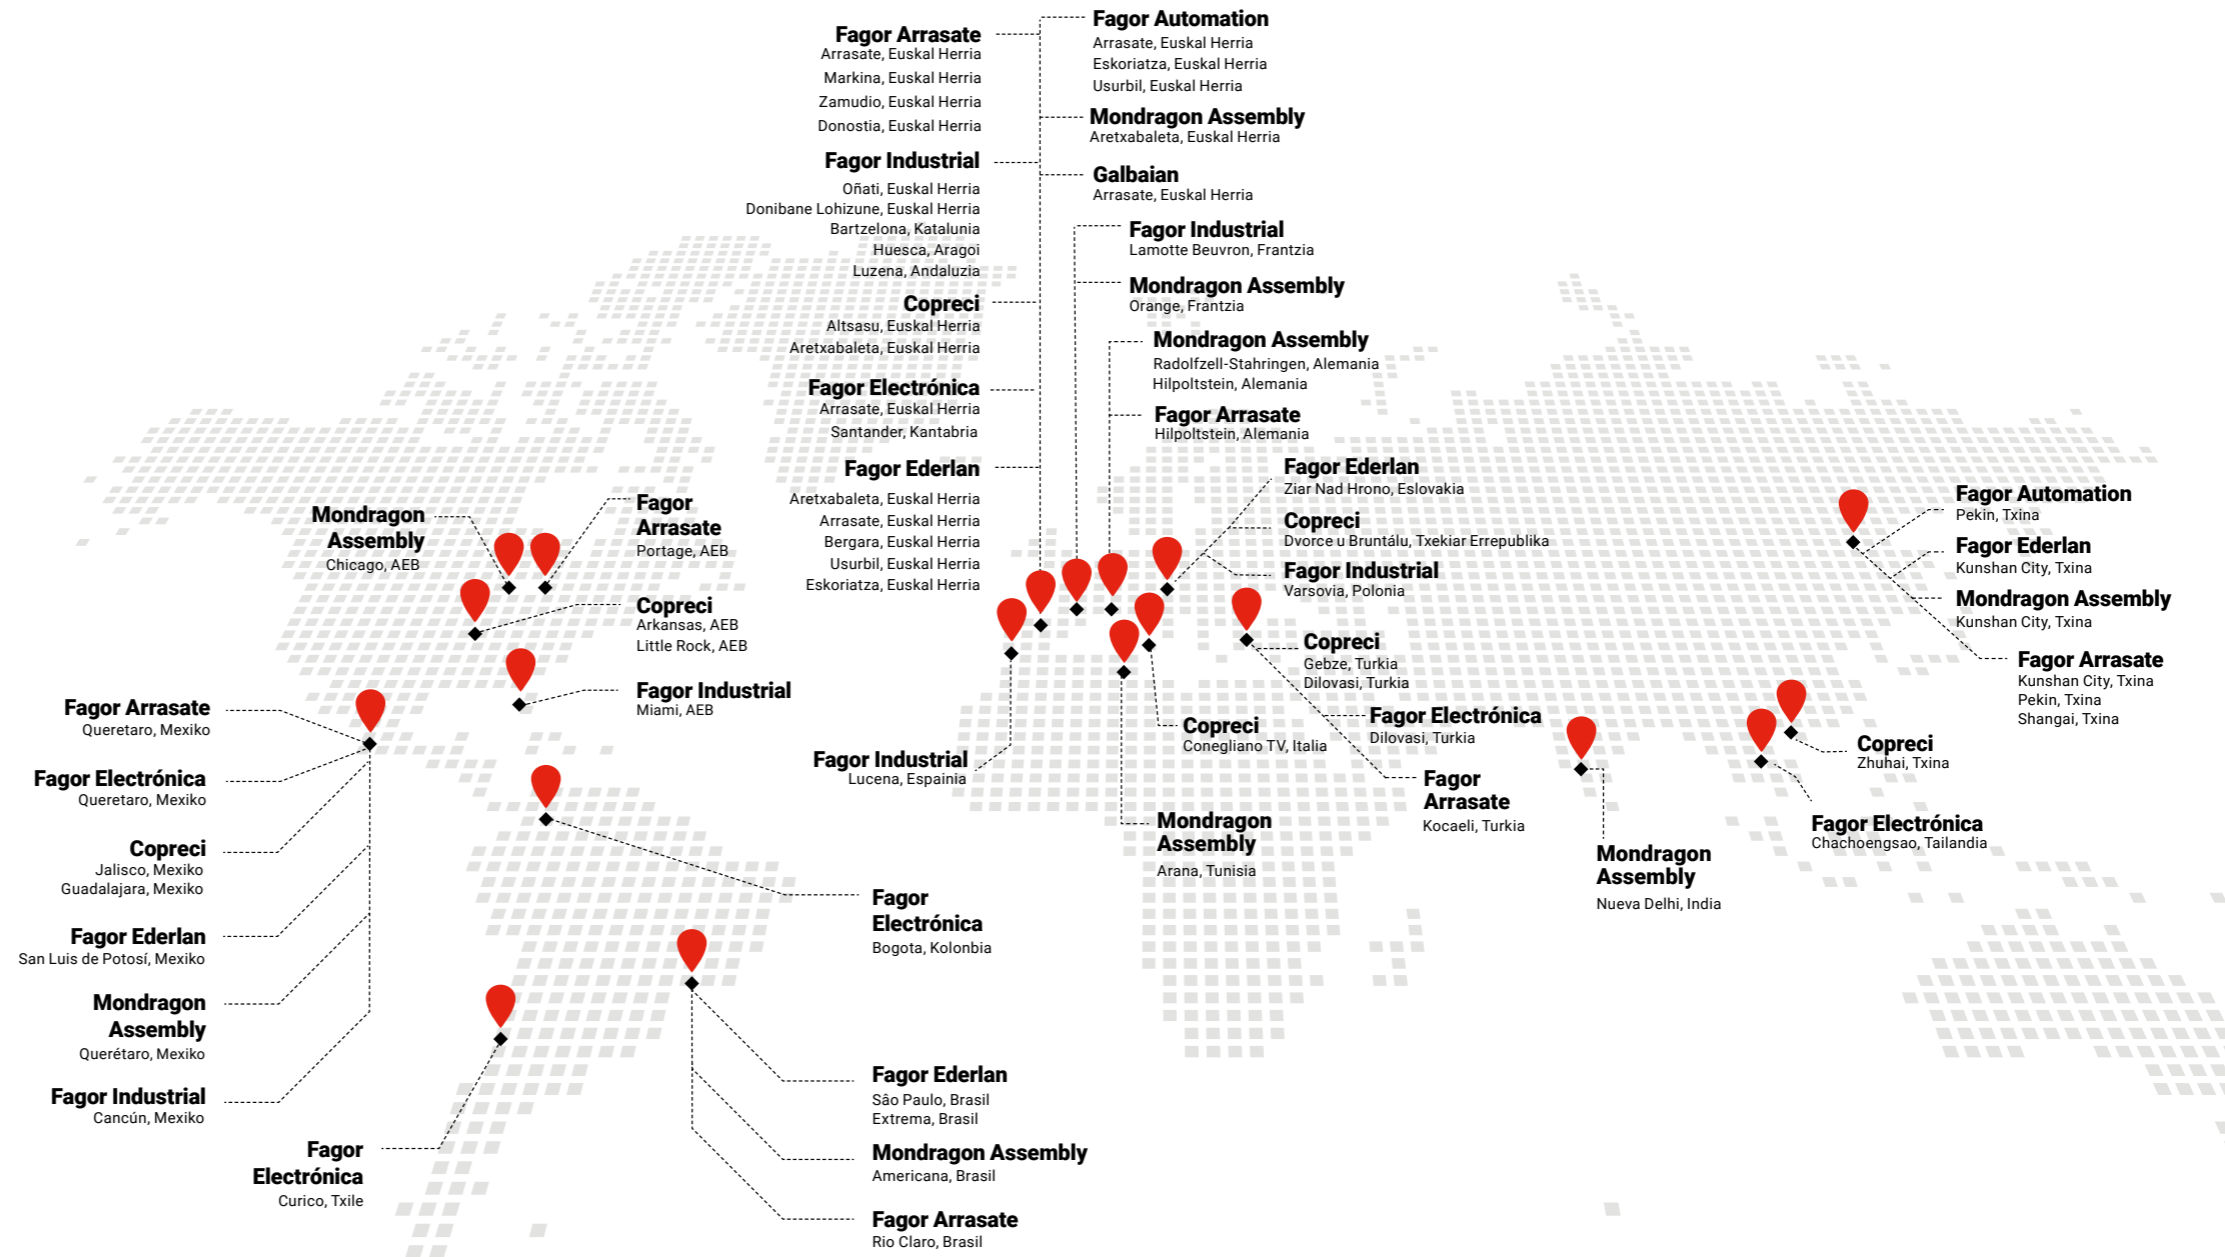 Fagor Arrasate
Arrasate, Euskal Herria
Markina, Euskal Herria
Zamudio, Euskal Herria
Donostia, Euskal Herria
Fagor Industrial
Oñati, Euskal Herria
Donibane Lohizune, Euskal Herria
Bartzelona, Katalunia
Huesca, Aragoi
Luzena, Andaluzia
Copreci
Altsasu, Euskal Herria
Aretxabaleta, Euskal Herria
Fagor Electrónica
Arrasate, Euskal Herria
Santander, Kantabria
Fagor Ederlan
Aretxabaleta, Euskal Herria
Arrasate, Euskal Herria
Bergara, Euskal Herria
Usurbil, Euskal Herria
Eskoriatza, Euskal Herria
Fagor Automation
Arrasate, Euskal Herria
Eskoriatza, Euskal Herria
Usurbil, Euskal Herria
Mondragon Assembly
Aretxabaleta, Euskal Herria
Galbaian
Arrasate, Euskal Herria
Fagor Industrial
Lamotte Beuvron, Frantzia
Mondragon Assembly
Orange, Frantzia
Mondragon Assembly
Radolfzell-Stahringen, Alemania
Hilpoltstein, Alemania
Fagor Arrasate
Hilpoltstein, Alemania
Fagor Ederlan
Ziar Nad Hrono, Eslovakia
Copreci
Dvorce u Bruntálu, Txekiar Errepublika
Fagor Industrial
Varsovia, Polonia
Copreci
Gebze, Turkia
Dilovasi, Turkia
Fagor Electrónica
Dilovasi, Turkia
Fagor
Arrasate
Kocaeli, Turkia
Copreci
Conegliano TV, Italia
Mondragon
Assembly
Arana, Tunisia
Fagor Industrial
Lucena, Espainia
Mondragon
Assembly
Chicago, AEB
Fagor
Arrasate
Portage, AEB
Copreci
Arkansas, AEB
Little Rock, AEB
Fagor Industrial
Miami, AEB
Fagor Arrasate
Queretaro, Mexiko
Fagor Electrónica
Queretaro, Mexiko
Copreci
Jalisco, Mexiko
Guadalajara, Mexiko
Fagor Ederlan
San Luis de Potosí, Mexiko
Mondragon
Assembly
Querétaro, Mexiko
Fagor Industrial
Cancún, Mexiko
Fagor
Electrónica
Curico, Txile
Fagor
Electrónica
Bogota, Kolonbia
Fagor Ederlan
Sâo Paulo, Brasil
Extrema, Brasil
Mondragon Assembly
Americana, Brasil
Fagor Arrasate
Rio Claro, Brasil
Fagor Automation
Pekin, Txina
Fagor Ederlan
Kunshan City, Txina
Mondragon Assembly
Kunshan City, Txina
Fagor Arrasate
Kunshan City, Txina
Pekin, Txina
Shangai, Txina
Copreci
Zhuhai, Txina
Fagor Electrónica
Chachoengsao, Tailandia
Mondragon
Assembly
Nueva Delhi, India